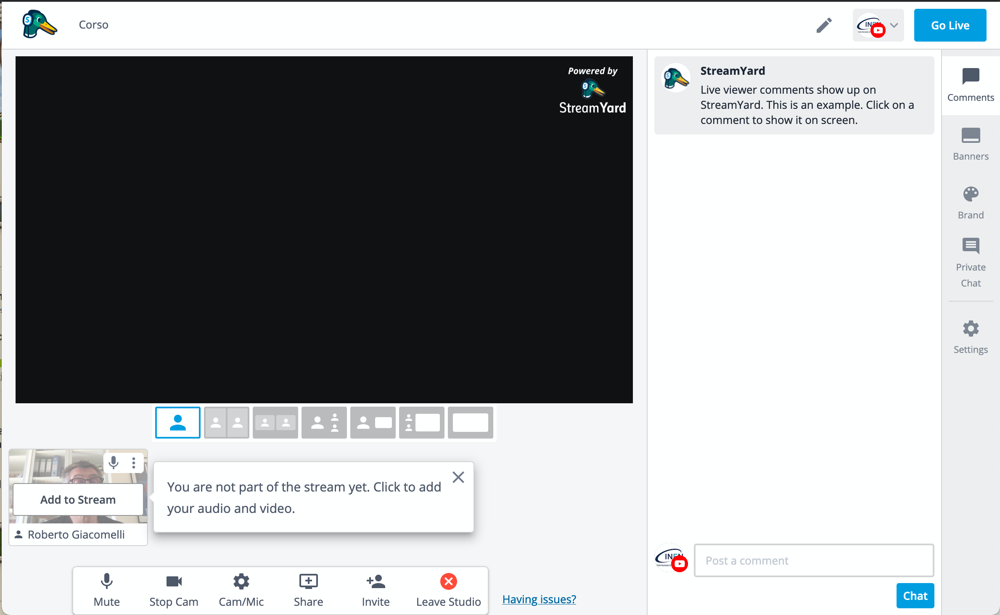 Corso
Go Live
Powered by
StreamYard
StreamYard
Live viewer comments show up on
StreamYard. This is an example. Click on a
comment to show it on screen.
Comments
Banners
Brand
Private
Chat
Settings
Add to Stream
Roberto Giacomelli
You are not part of the stream yet. Click to add
your audio and video.
Post a comment
Chat
Mute
Stop Cam
Cam/Mic
Share
Invite
Leave Studio
Having issues?